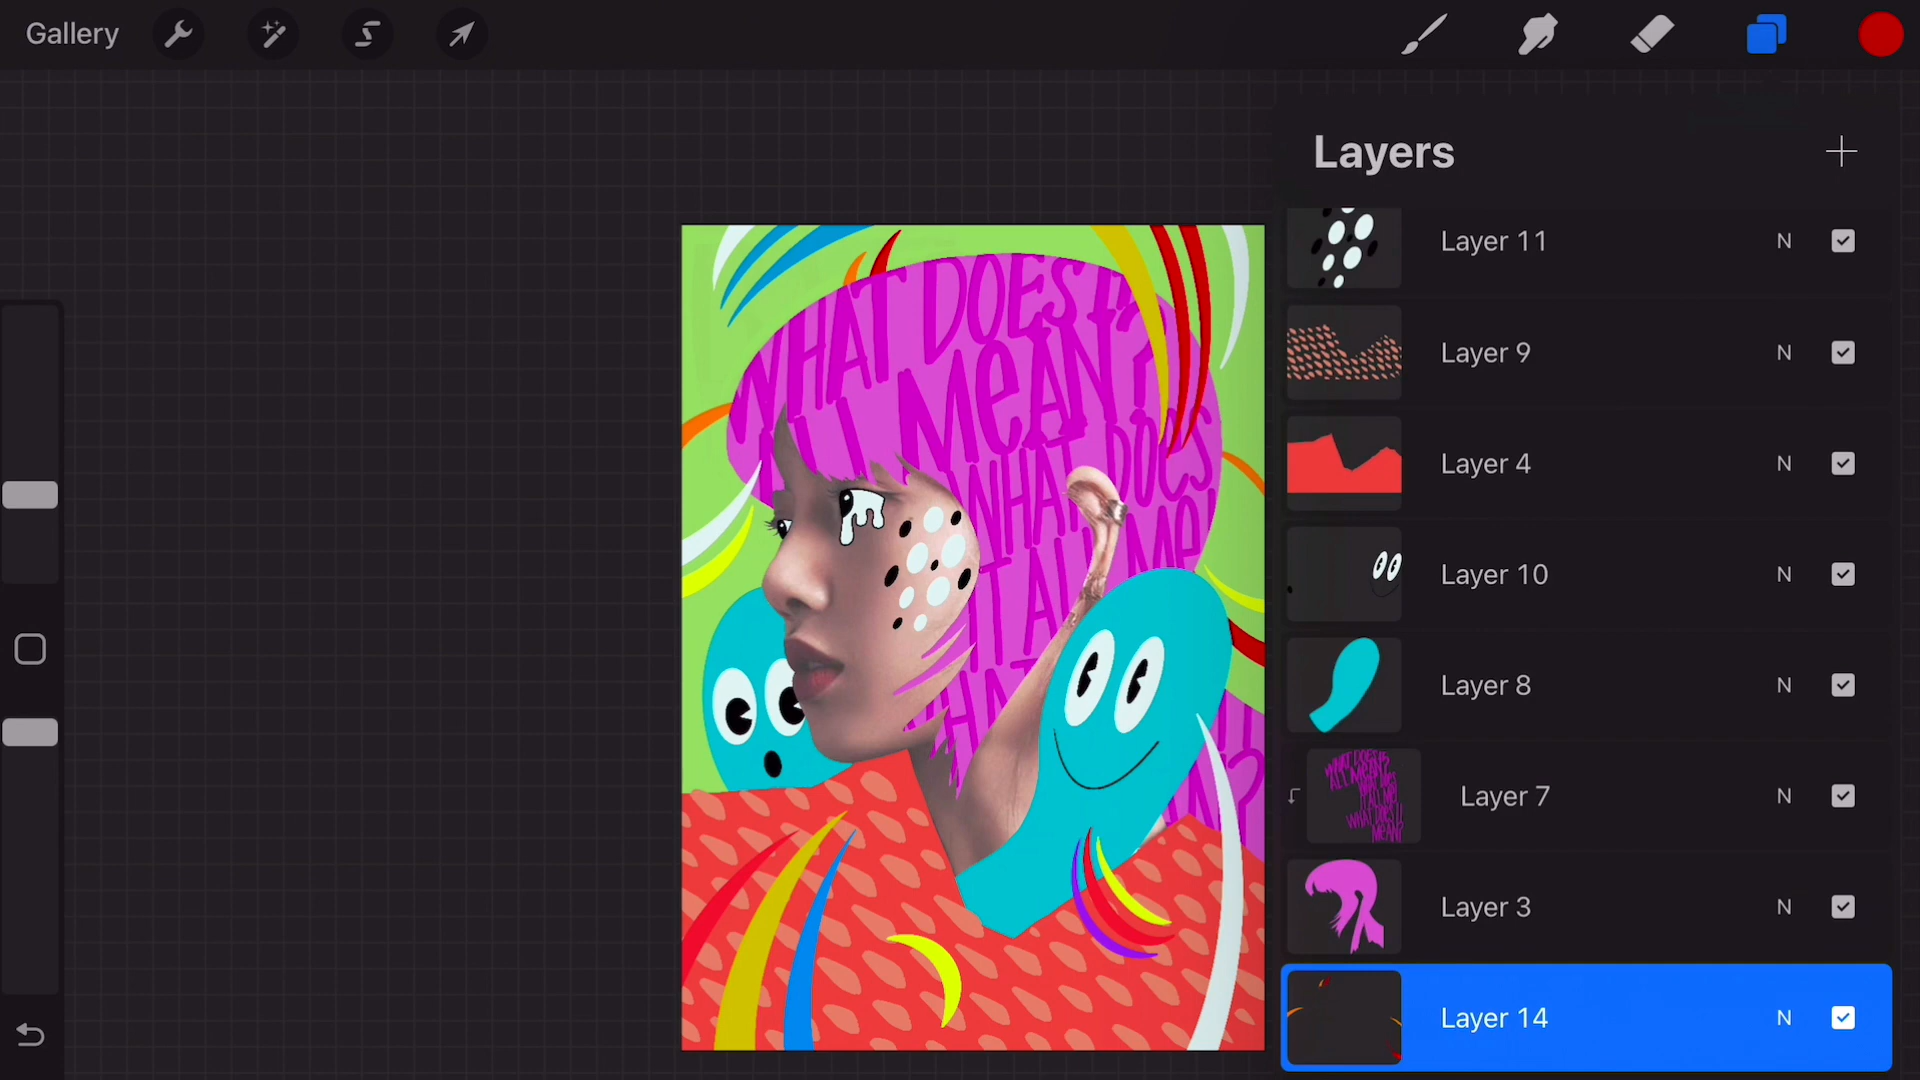 Gallery
Layers
Layer 11 N
Layer 9 N
Layer 4 N
Layer 10 N
Layer 8 N
Layer 7 N
Layer 3 N
Layer 14 N
WHAT DOES IT
ALL MeAN?
WHAT DOES
IT ALL Me